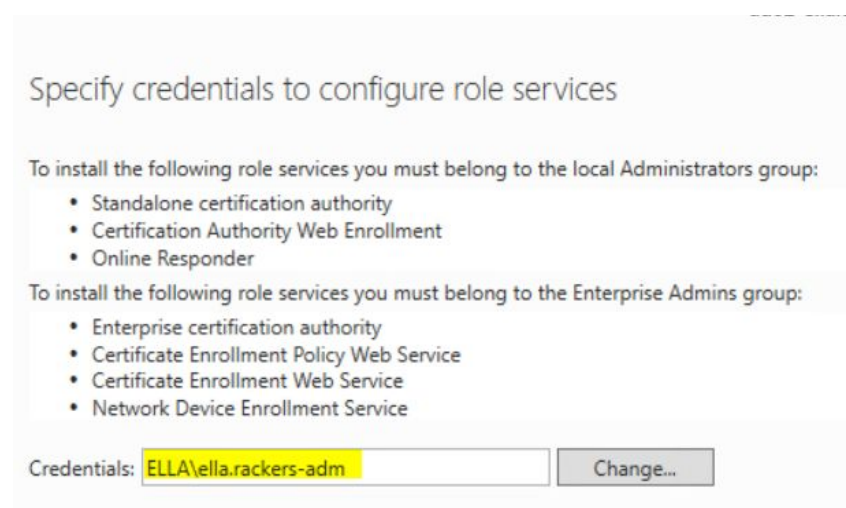 Specify credentials to configure role services
To install the following role services you must belong to the local Administrators group:
• Standalone certification authority
• Certification Authority Web Enrollment
• Online Responder
To install the following role services you must belong to the Enterprise Admins group:
• Enterprise certification authority
• Certificate Enrollment Policy Web Service
• Certificate Enrollment Web Service
• Network Device Enrollment Service
Credentials: ELLA\ella.rackers-adm Change...